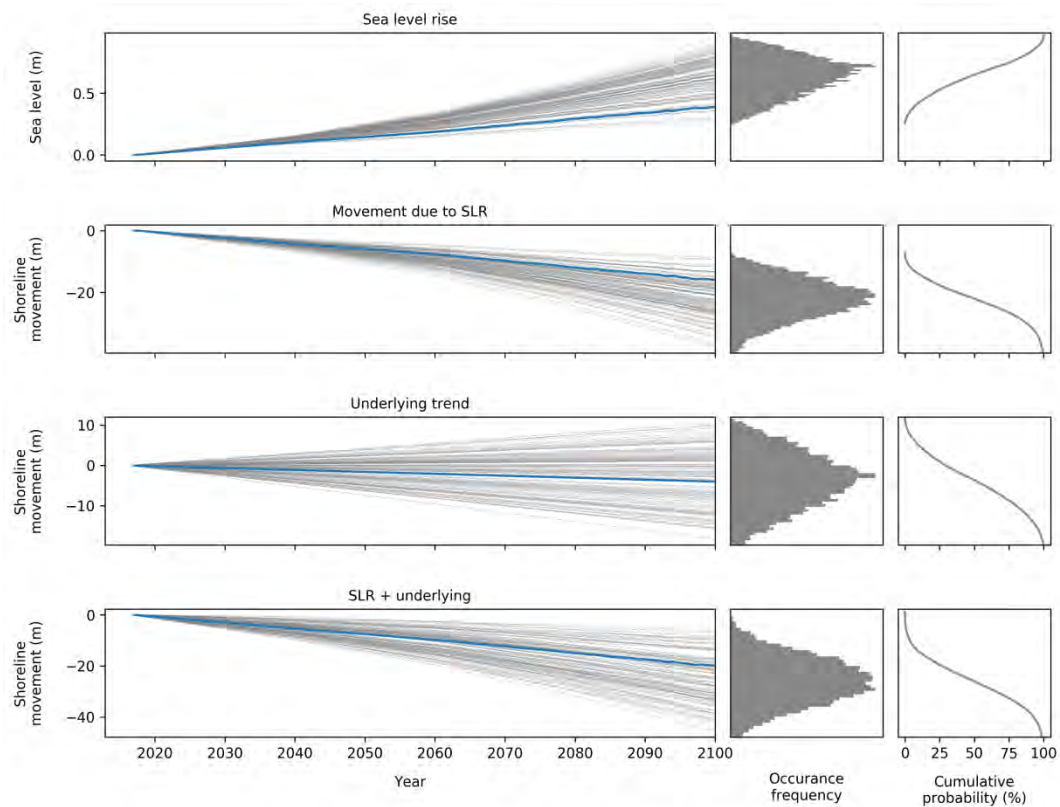 Sea level rise
Sea level (m)
0.5
0.0
Movement due to SLR
Shoreline
movement (m)
0
−20
Underlying trend
Shoreline
movement (m)
10
0
−10
SLR + underlying
Shoreline
movement (m)
0
−20
−40
2020 2030 2040 2050 2060 2070 2080 2090 2100
0 25 50 75 100
Year
Occurance
frequency
Cumulative
probability (%)